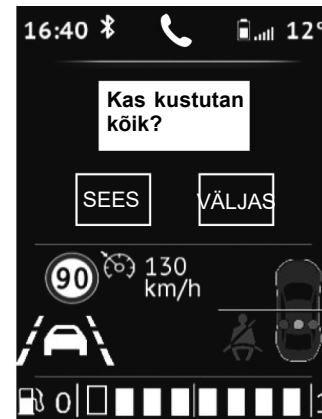 16:40 12°
Kas kustutan
kõik?
SEES VÄLJAS
90 130
km/h
0